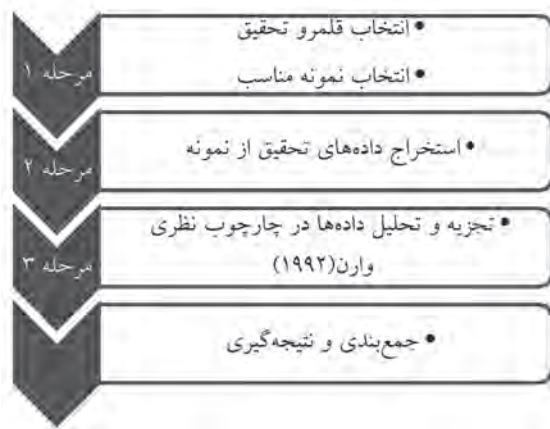 مرحله ۱
• انتخاب قلمرو تحقیق
• انتخاب نمونه مناسب
مرحله ۲
• استخراج داده‌های تحقیق از نمونه
مرحله ۳
• تجزیه و تحلیل داده‌ها در چارچوب نظری
وارن(۱۹۹۲)
• جمع‌بندی و نتیجه‌گیری